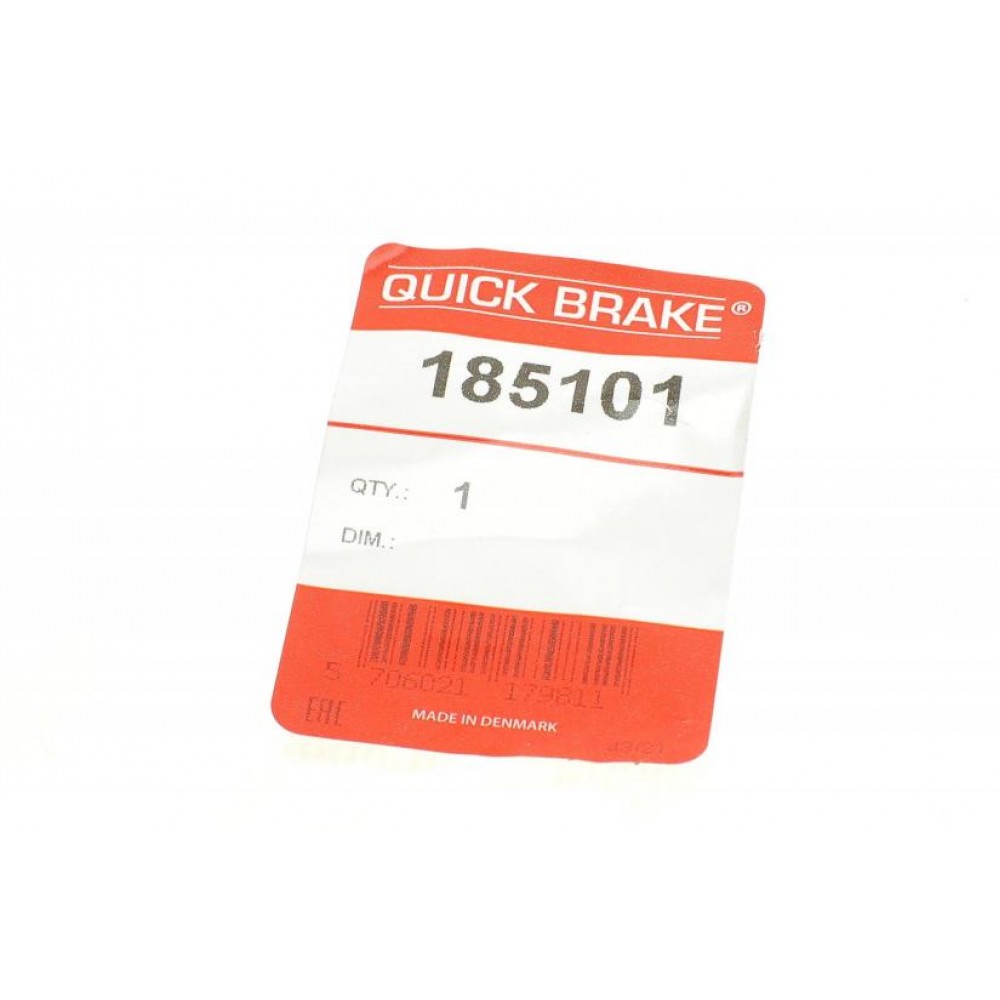 QUICK BRAKE®
185101
QTY.: 1
DIM.:
5 706021 179811
EAC
MADE IN DENMARK